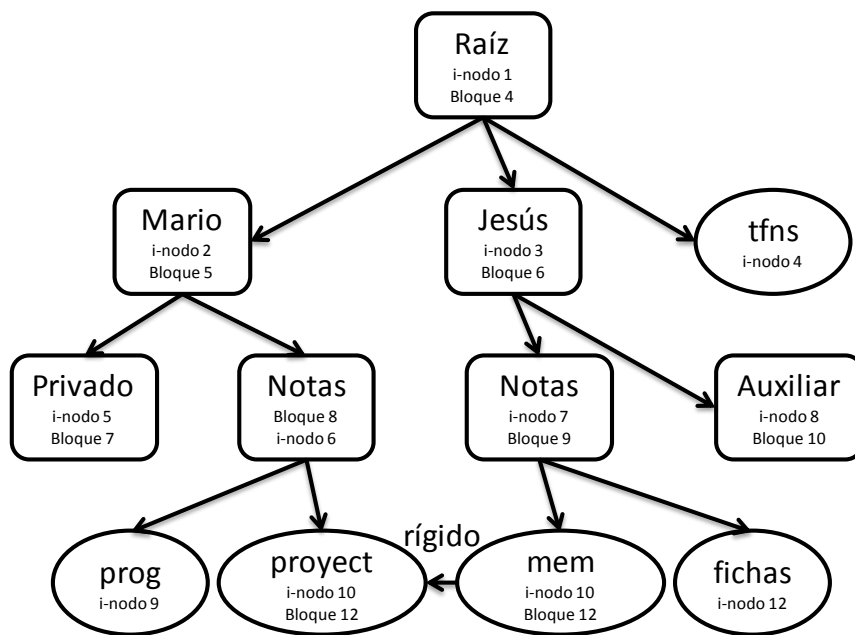 Raíz
i-nodo 1
Bloque 4
Mario
i-nodo 2
Bloque 5
Jesús
i-nodo 3
Bloque 6
tfns
i-nodo 4
Privado
i-nodo 5
Bloque 7
Notas
Bloque 8
i-nodo 6
Notas
i-nodo 7
Bloque 9
Auxiliar
i-nodo 8
Bloque 10
prog
i-nodo 9
proyect
i-nodo 10
Bloque 12
rígido
mem
i-nodo 10
Bloque 12
fichas
i-nodo 12